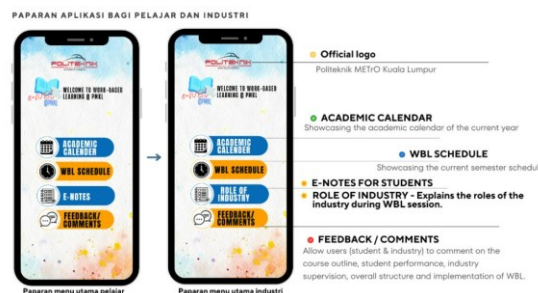 PAPARAN APLIKASI BAGI PELAJAR DAN INDUSTRI
POLITEKNIK
WELCOME TO WORK-BASED
LEARNING @ PMKL
ACADEMIC
CALENDER
WBL SCHEDULE
E-NOTES
FEEDBACK/
COMMENTS
Paparan menu utama pelajar
POLITEKNIK
WELCOME TO WORK-BASED
LEARNING @ PMKL
ACADEMIC
CALENDER
WBL SCHEDULE
ROLE OF
INDUSTRY
FEEDBACK/
COMMENTS
Paparan menu utama industri
Official logo
Politeknik METrO Kuala Lumpur
ACADEMIC CALENDAR
Showcasing the academic calendar of the current year
WBL SCHEDULE
Showcasing the current semester schedul
E-NOTES FOR STUDENTS
ROLE OF INDUSTRY - Explains the roles of the
industry during WBL session.
FEEDBACK / COMMENTS
Allow users (student & industry) to comment on the
course outline, student performance, industry
supervision, overall structure and implementation of WBL.